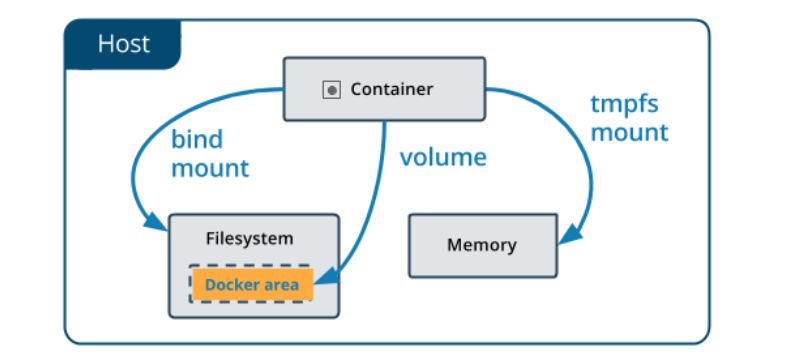 Host
Container
bind
mount
volume
tmpfs
mount
Filesystem
Docker area
Memory